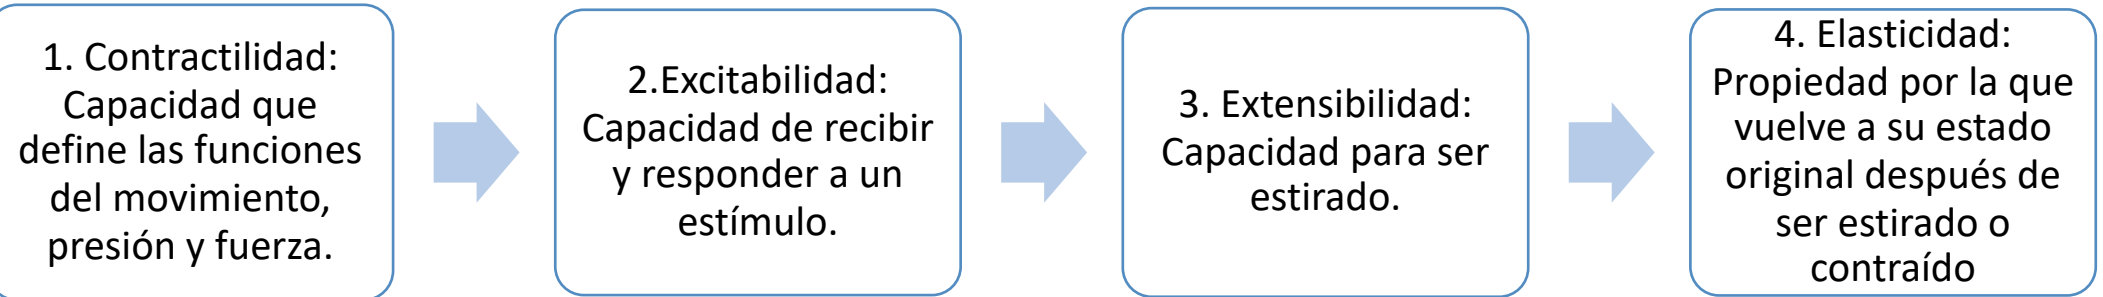 1. Contractilidad:
Capacidad que
define las funciones
del movimiento,
presión y fuerza.
2.Excitabilidad:
Capacidad de recibir
y responder a un
estímulo.
3. Extensibilidad:
Capacidad para ser
estirado.
4. Elasticidad:
Propiedad por la que
vuelve a su estado
original después de
ser estirado o
contraído